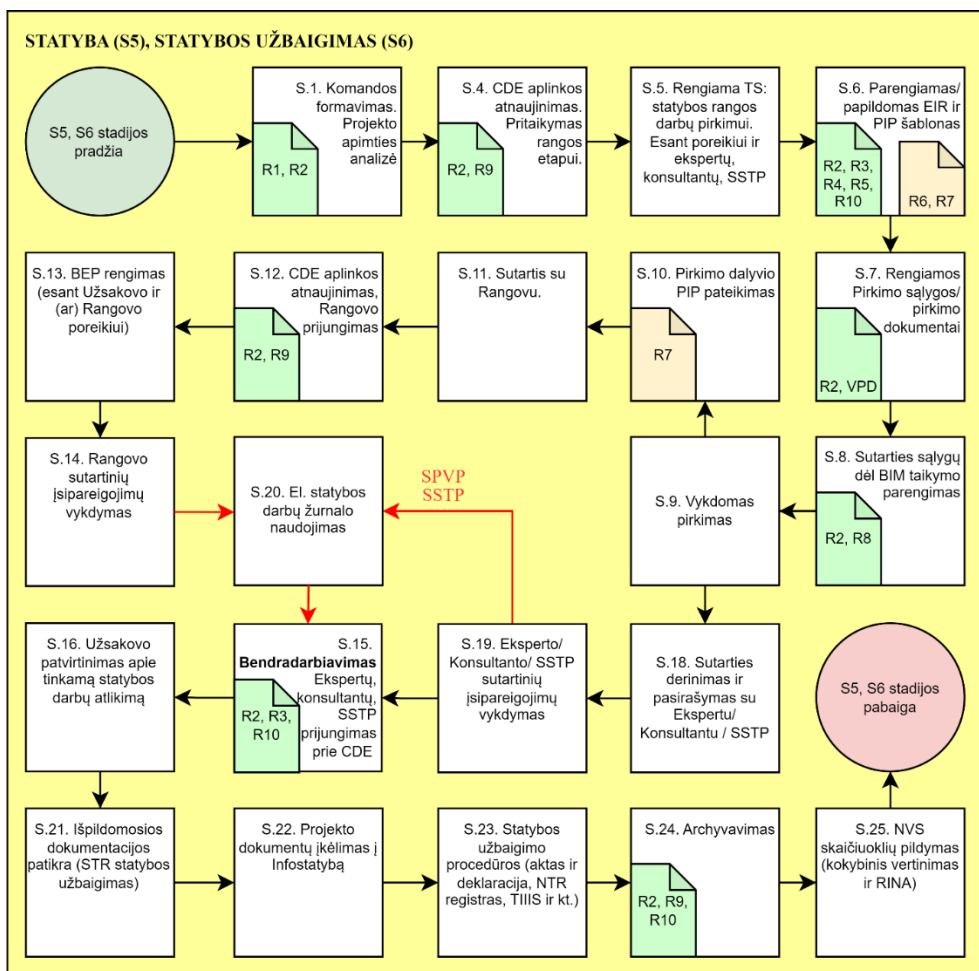 STATYBA (S5), STATYBOS UŽBAIGIMAS (S6)
S5, S6 stadijos
pradžia
S.1. Komandos
formavimas.
Projekto
apimties
analizė
R1, R2
S.4. CDE aplinkos
atnaujinimas.
Pritaikymas
rangos
etapui.
R2, R9
S.5. Rengiama TS:
statybos rangos
darbų pirkimui.
Esant poreikiui ir
ekspertų,
konsultantų, SSTP
S.6. Parengiamas/
papildomas EIR ir
PIP šablonas
R2, R3,
R4, R5,
R10
R6, R7
S.13. BEP rengimas
(esant Užsakovo ir
(ar) Rangovo
poreikiui)
S.12. CDE aplinkos
atnaujinimas,
Rangovo
prijungimas
R2, R9
S.11. Sutartis su
Rangovu.
S.10. Pirkimo dalyvio
PIP pateikimas
R7
S.7. Rengiamos
Pirkimo sąlygos/
pirkimo
dokumentai
R2, VPD
S.14. Rangovo
sutartinių
įsipareigojimų
vykdymas
S.20. El. statybos
darbų žurnalo
naudojimas
SPVP
SSTP
S.9. Vykdomas
pirkimas
S.8. Sutarties sąlygų
dėl BIM taikymo
parengimas
R2, R8
S.16. Užsakovo
patvirtinimas apie
tinkamą statybos
darbų atlikimą
S.15.
Bendradarbiavimas
Ekspertų,
konsultantų,
SSTP
prijungimas
prie CDE
R2, R3,
R10
S.19. Eksperto/
Konsultanto/ SSTP
sutartinių
įsipareigojimų
vykdymas
S.18. Sutarties
derinimas ir
pasirašymas su
Ekspertu/
Konsultantu / SSTP
S5, S6 stadijos
pabaiga
S.21. Išpildomosios
dokumentacijos
patikra (STR statybos
užbaigimas)
S.22. Projekto
dokumentų įkėlimas į
Infostatybą
S.23. Statybos
užbaigimo
procedūros (aktas ir
deklaracija, NTR
registras, TIIIS ir kt.)
S.24. Archyvavimas
R2, R9,
R10
S.25. NVS
skaičiuoklių pildymas
(kokybinis vertinimas
ir RINA)